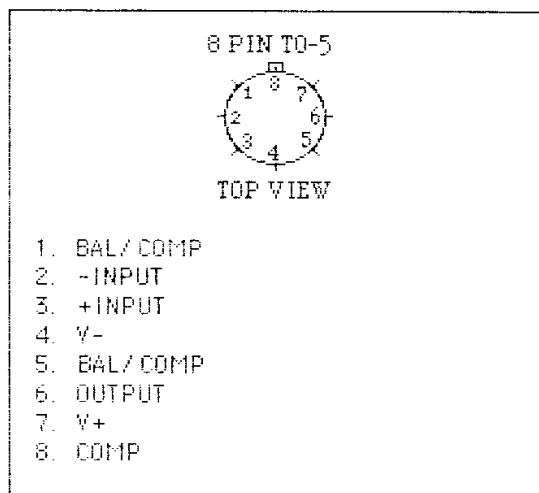 8 PIN TO-5
8
1 7
2 6
3 5
4
TOP VIEW
1. BAL/COMP
2. -INPUT
3. +INPUT
4. V-
5. BAL/COMP
6. OUTPUT
7. V+
8. COMP